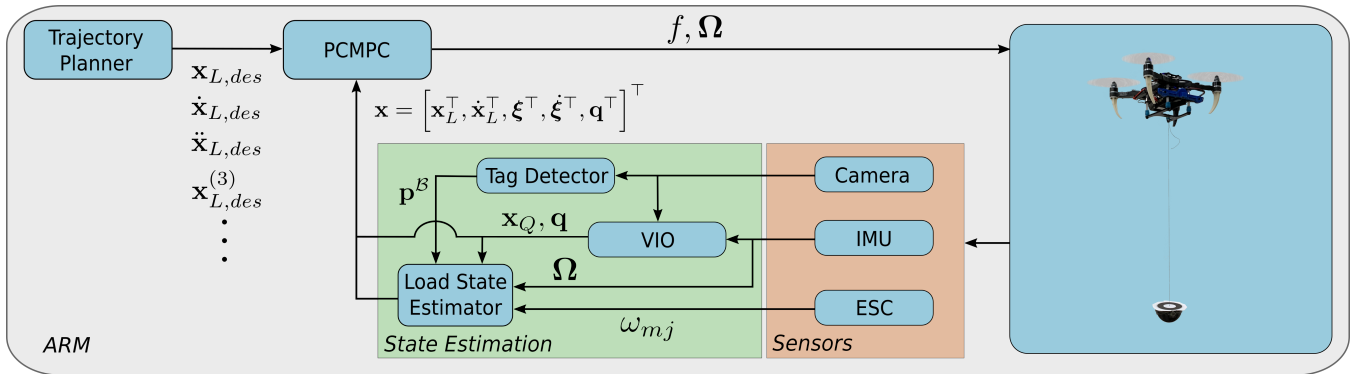 Trajectory
Planner
PCMPC
f, Ω
x_{L,des}
ẋ_{L,des}
ẍ_{L,des}
x^{(3)}_{L,des}
x = [x_L^⊤, ẋ_L^⊤, ξ^⊤, ξ̇^⊤, q^⊤]^⊤
Tag Detector
Camera
p^ℬ
x_Q, q
VIO
IMU
Ω
Load State
Estimator
ESC
ω_{mj}
State Estimation
Sensors
ARM